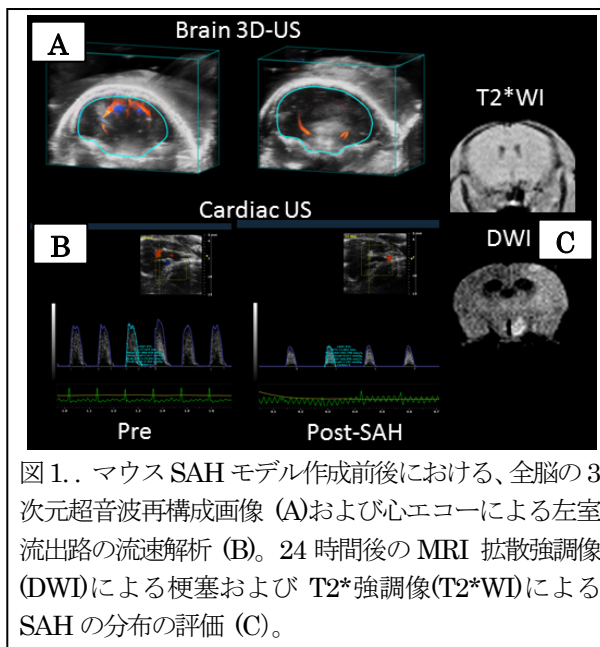 Brain 3D-US
A
T2*WI
Cardiac US
B
DWI
C
Pre
Post-SAH
図 1.. マウス SAH モデル作成前後における、全脳の 3
次元超音波再構成画像 (A)および心エコーによる左室
流出路の流速解析 (B)。24 時間後の MRI 拡散強調像
(DWI)による梗塞および T2*強調像(T2*WI)による
SAH の分布の評価 (C)。